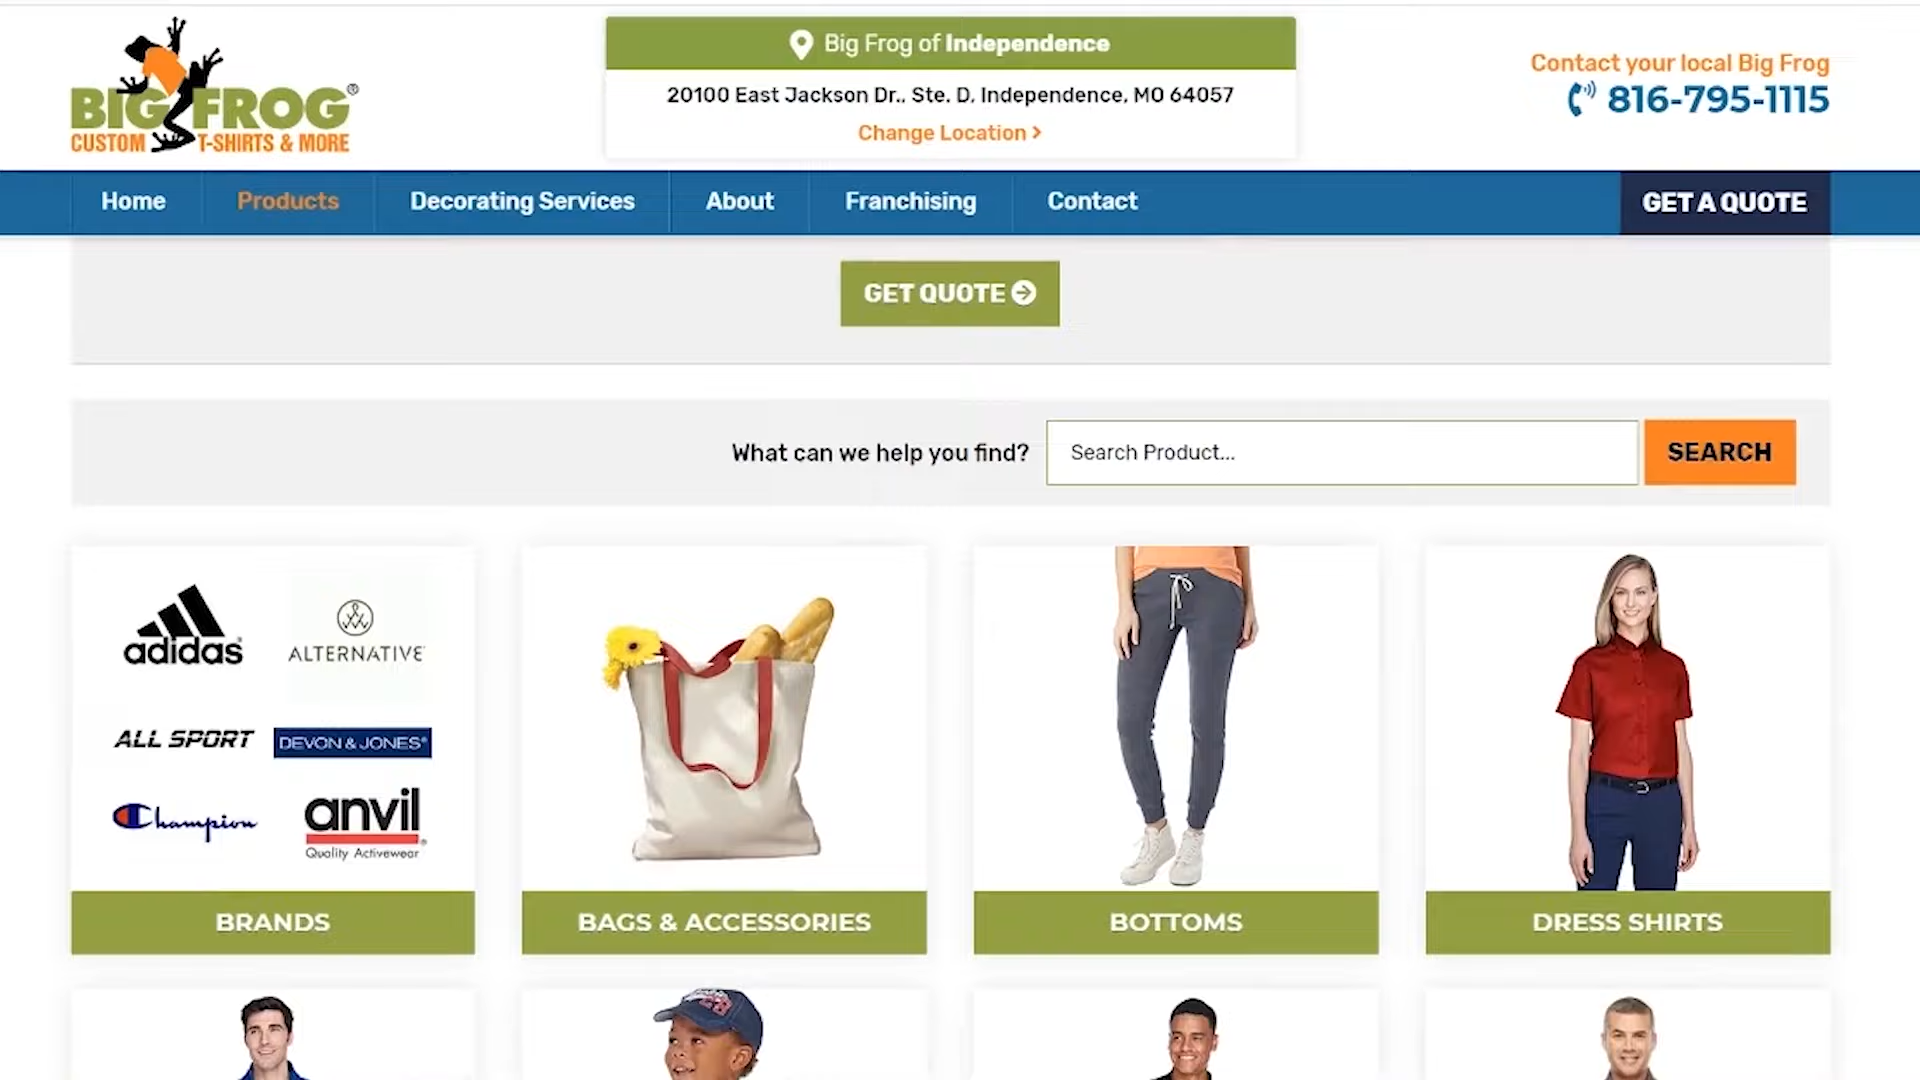 BIG FROG®
CUSTOM T-SHIRTS & MORE
Big Frog of Independence
20100 East Jackson Dr., Ste. D, Independence, MO 64057
Change Location
Contact your local Big Frog
816-795-1115
Home
Products
Decorating Services
About
Franchising
Contact
GET A QUOTE
GET QUOTE
What can we help you find?
Search Product...
SEARCH
adidas
ALTERNATIVE
ALL SPORT
DEVON & JONES®
Champion
anvil®
Quality Activewear
BRANDS
BAGS & ACCESSORIES
BOTTOMS
DRESS SHIRTS